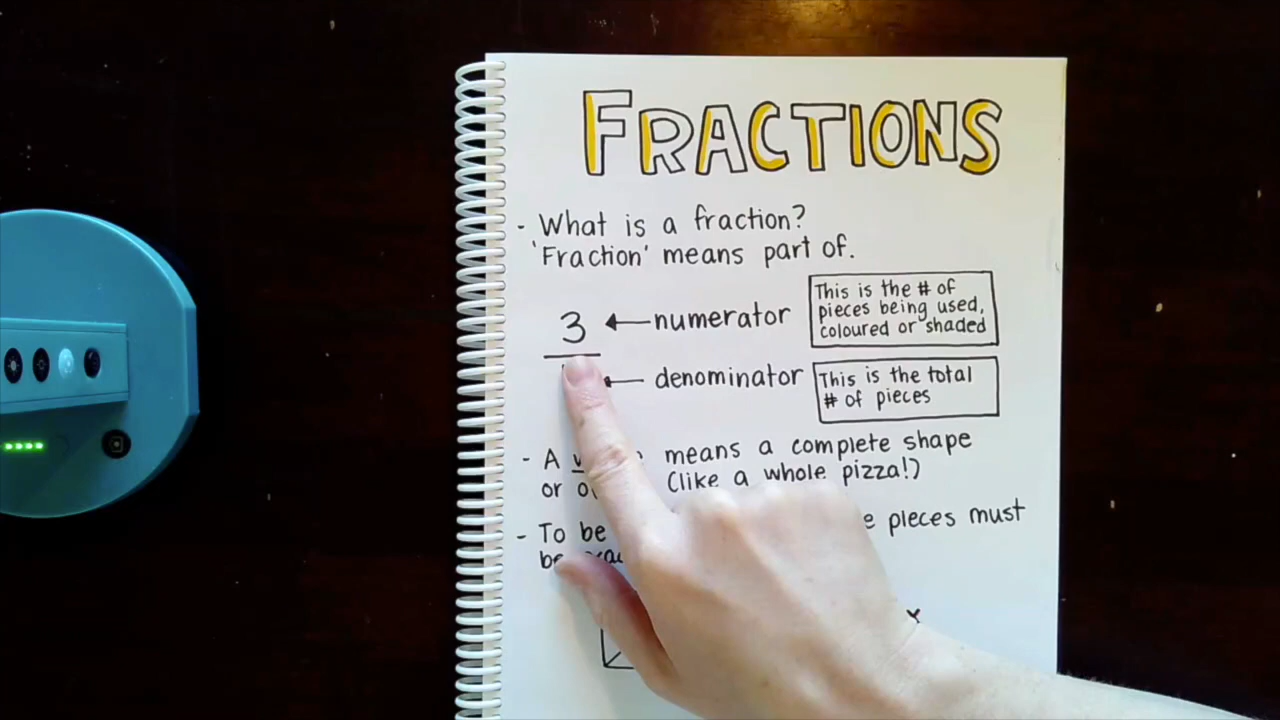 FRACTIONS
- What is a fraction?
'Fraction' means part of.
3 ← numerator
This is the # of
pieces being used,
coloured or shaded
← denominator
This is the total
# of pieces
- A means a complete shape
or (like a whole pizza!)
- To be pieces must
be